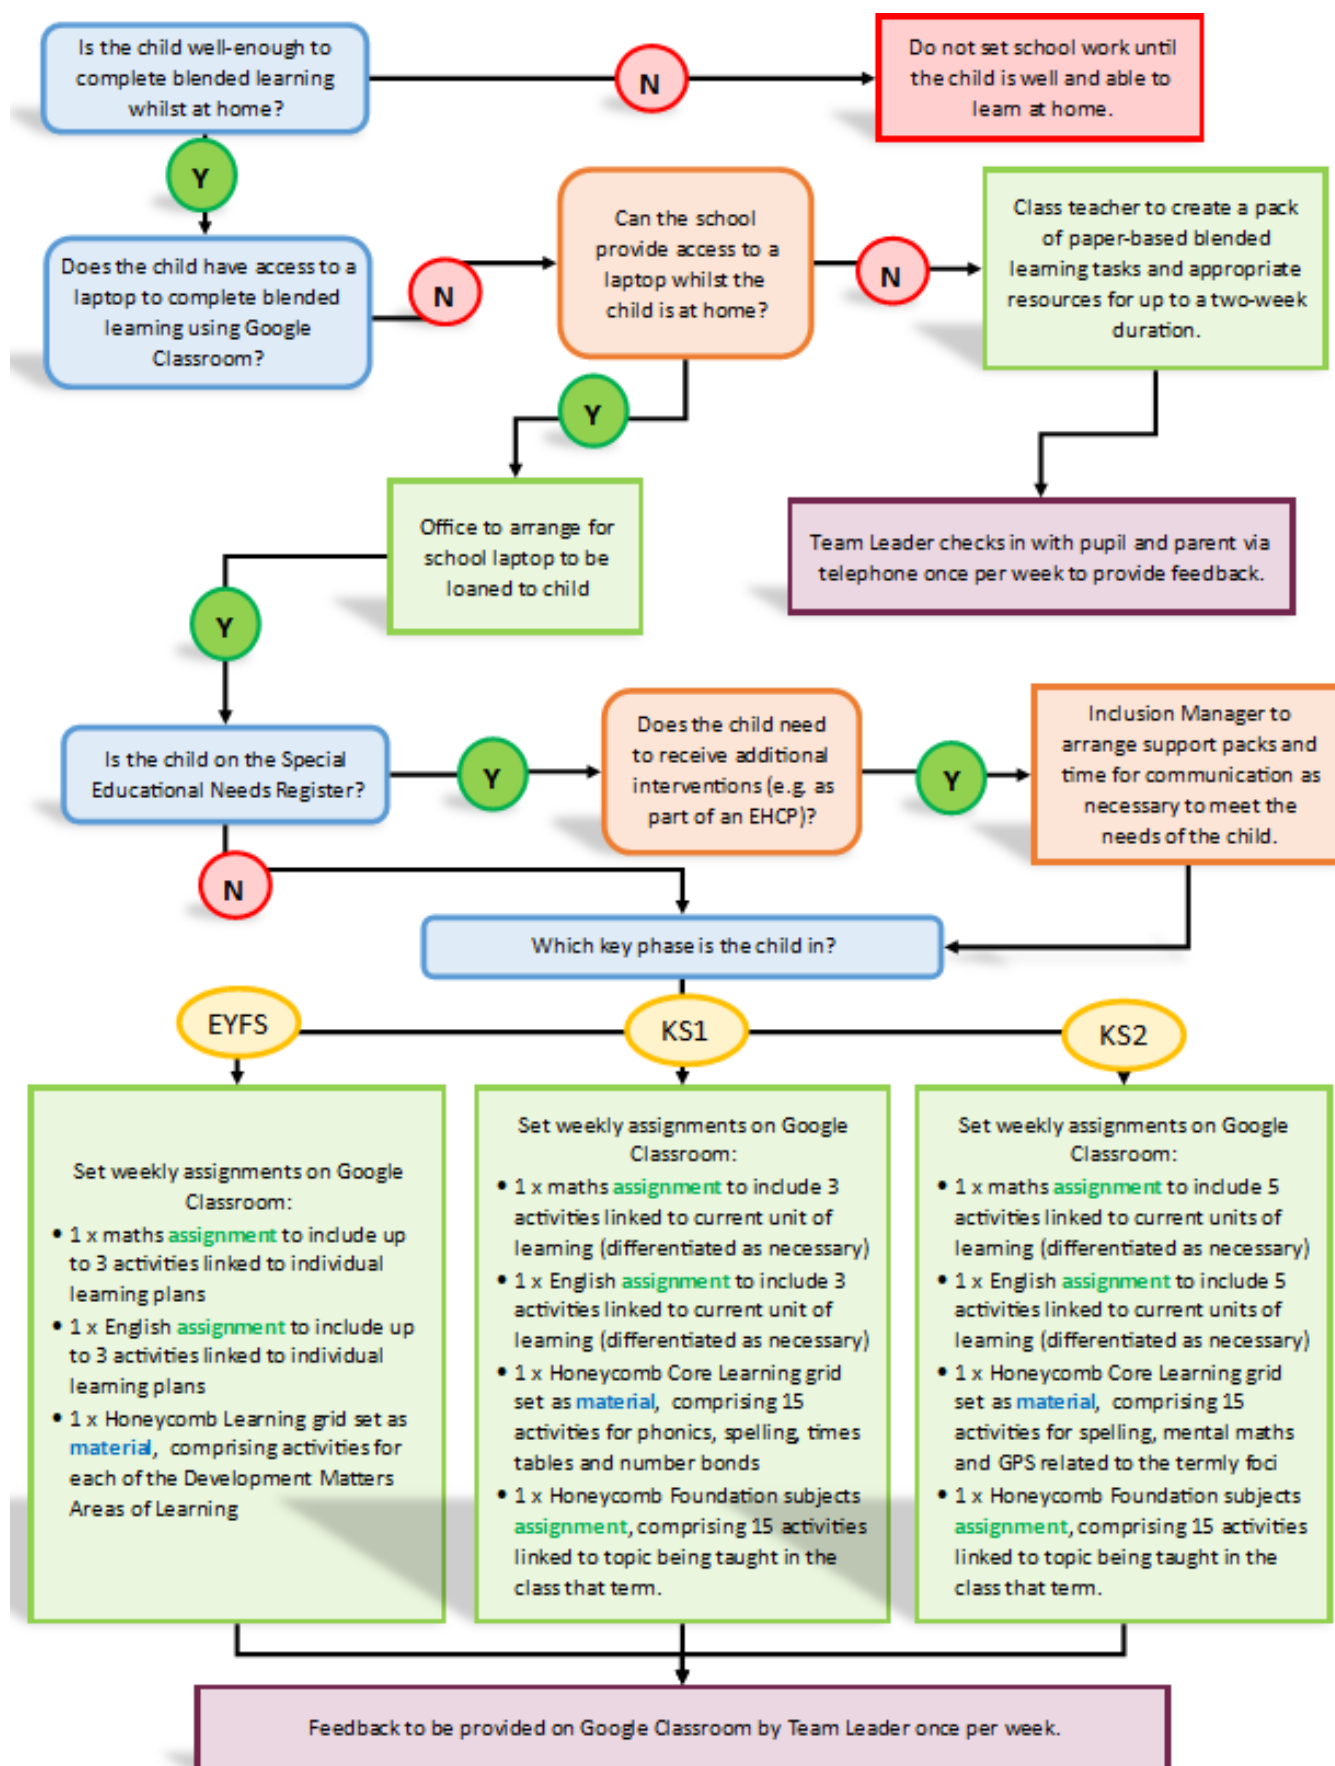 Is the child well-enough to
complete blended learning
whilst at home?
N
Do not set school work until
the child is well and able to
learn at home.
Y
Does the child have access to a
laptop to complete blended
learning using Google
Classroom?
N
Can the school
provide access to a
laptop whilst the
child is at home?
N
Class teacher to create a pack
of paper-based blended
learning tasks and appropriate
resources for up to a two-week
duration.
Y
Office to arrange for
school laptop to be
loaned to child
Team Leader checks in with pupil and parent via
telephone once per week to provide feedback.
Y
Is the child on the Special
Educational Needs Register?
Y
Does the child need
to receive additional
interventions (e.g. as
part of an EHCP)?
Y
Inclusion Manager to
arrange support packs and
time for communication as
necessary to meet the
needs of the child.
N
Which key phase is the child in?
EYFS
KS1
KS2
Set weekly assignments on Google
Classroom:
• 1 x maths assignment to include up
to 3 activities linked to individual
learning plans
• 1 x English assignment to include up
to 3 activities linked to individual
learning plans
• 1 x Honeycomb Learning grid set as
material, comprising activities for
each of the Development Matters
Areas of Learning
Set weekly assignments on Google
Classroom:
• 1 x maths assignment to include 3
activities linked to current unit of
learning (differentiated as necessary)
• 1 x English assignment to include 3
activities linked to current unit of
learning (differentiated as necessary)
• 1 x Honeycomb Core Learning grid
set as material, comprising 15
activities for phonics, spelling, times
tables and number bonds
• 1 x Honeycomb Foundation subjects
assignment, comprising 15 activities
linked to topic being taught in the
class that term.
Set weekly assignments on Google
Classroom:
• 1 x maths assignment to include 5
activities linked to current units of
learning (differentiated as necessary)
• 1 x English assignment to include 5
activities linked to current units of
learning (differentiated as necessary)
• 1 x Honeycomb Core Learning grid
set as material, comprising 15
activities for spelling, mental maths
and GPS related to the termly foci
• 1 x Honeycomb Foundation subjects
assignment, comprising 15 activities
linked to topic being taught in the
class that term.
Feedback to be provided on Google Classroom by Team Leader once per week.